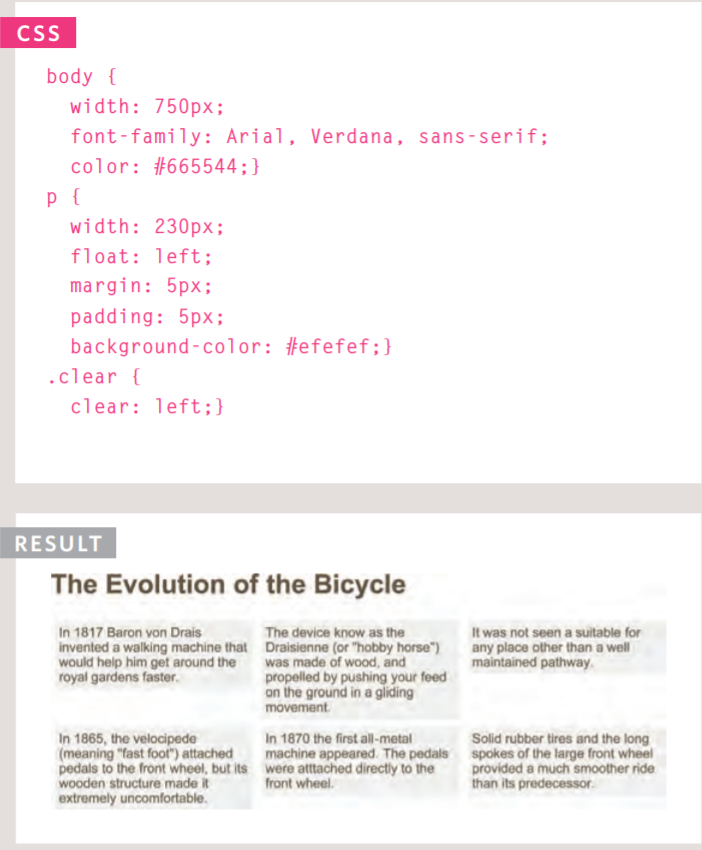 CSS
body {
width: 750px;
font-family: Arial, Verdana, sans-serif;
color: #665544;}
p {
width: 230px;
float: left;
margin: 5px;
padding: 5px;
background-color: #efefef;}
.clear {
clear: left;}
RESULT
The Evolution of the Bicycle
In 1817 Baron von Drais
invented a walking machine that
would help him get around the
royal gardens faster.
The device know as the
Draisienne (or "hobby horse")
was made of wood, and
propelled by pushing your feed
on the ground in a gliding
movement.
It was not seen a suitable for
any place other than a well
maintained pathway.
In 1865, the velocipede
(meaning "fast foot") attached
pedals to the front wheel, but its
wooden structure made it
extremely uncomfortable.
In 1870 the first all-metal
machine appeared. The pedals
were atttached directly to the
front wheel.
Solid rubber tires and the long
spokes of the large front wheel
provided a much smoother ride
than its predecessor.